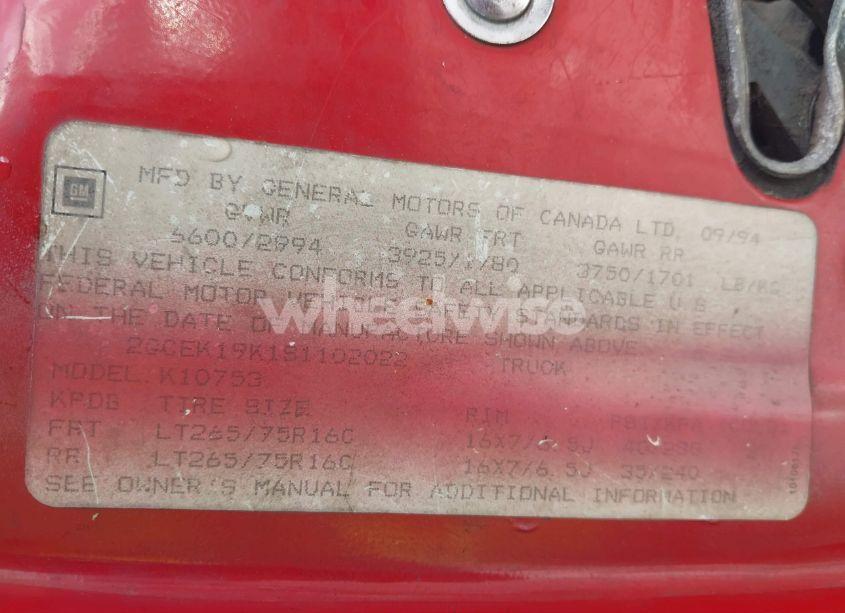 GM
MFD BY GENERAL MOTORS OF CANADA LTD. 09/94
GVWR GAWR FRT GAWR RR
6600/2994 3925/1780 3750/1701 LB/KG
THIS VEHICLE CONFORMS TO ALL APPLICABLE U S
FEDERAL MOTOR VEHICLE SAFETY STANDARDS IN EFFECT
ON THE DATE OF MANUFACTURE SHOWN ABOVE
2GCEK19K1S1102022 TRUCK
MODEL: K10753
KPDB TIRE SIZE RIM PSI/KPA
FRT LT265/75R16C 16X7/6.5J
RR LT265/75R16C 16X7/6.5J 35/240
SEE OWNER'S MANUAL FOR ADDITIONAL INFORMATION
wheelwise